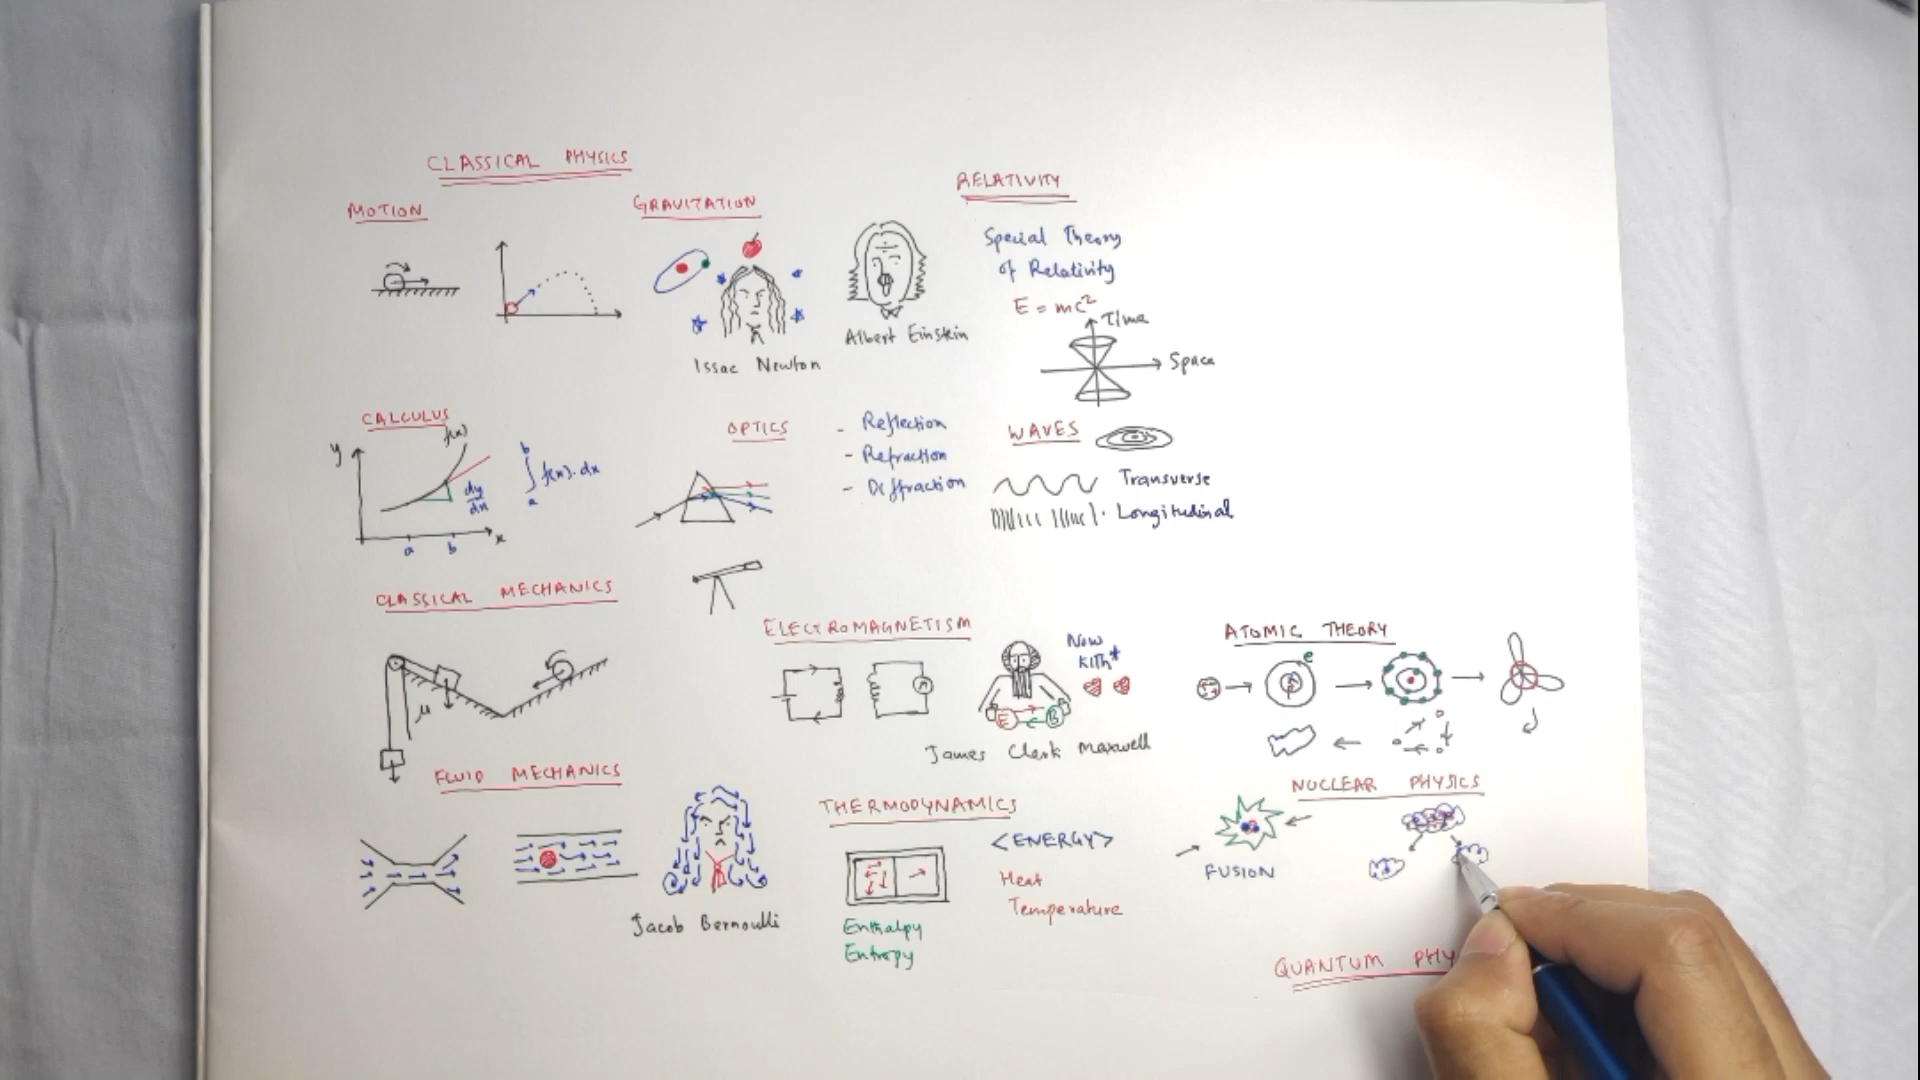 CLASSICAL PHYSICS
MOTION
GRAVITATION
Issac Newton
Albert Einstein
RELATIVITY
Special Theory
of Relativity
E = mc²
Time
Space
CALCULUS
y
f(x)
dy
dx
a
b
x
b
∫ f(x).dx
a
OPTICS
- Reflection
- Refraction
- Diffraction
WAVES
Transverse
Longitudinal
CLASSICAL MECHANICS
μ
ELECTROMAGNETISM
A
Now
E
B
James Clerk Maxwell
ATOMIC THEORY
e
P
FLUID MECHANICS
Jacob Bernoulli
THERMODYNAMICS
<ENERGY>
Heat
Temperature
Enthalpy
Entropy
NUCLEAR PHYSICS
FUSION
QUANTUM PHY